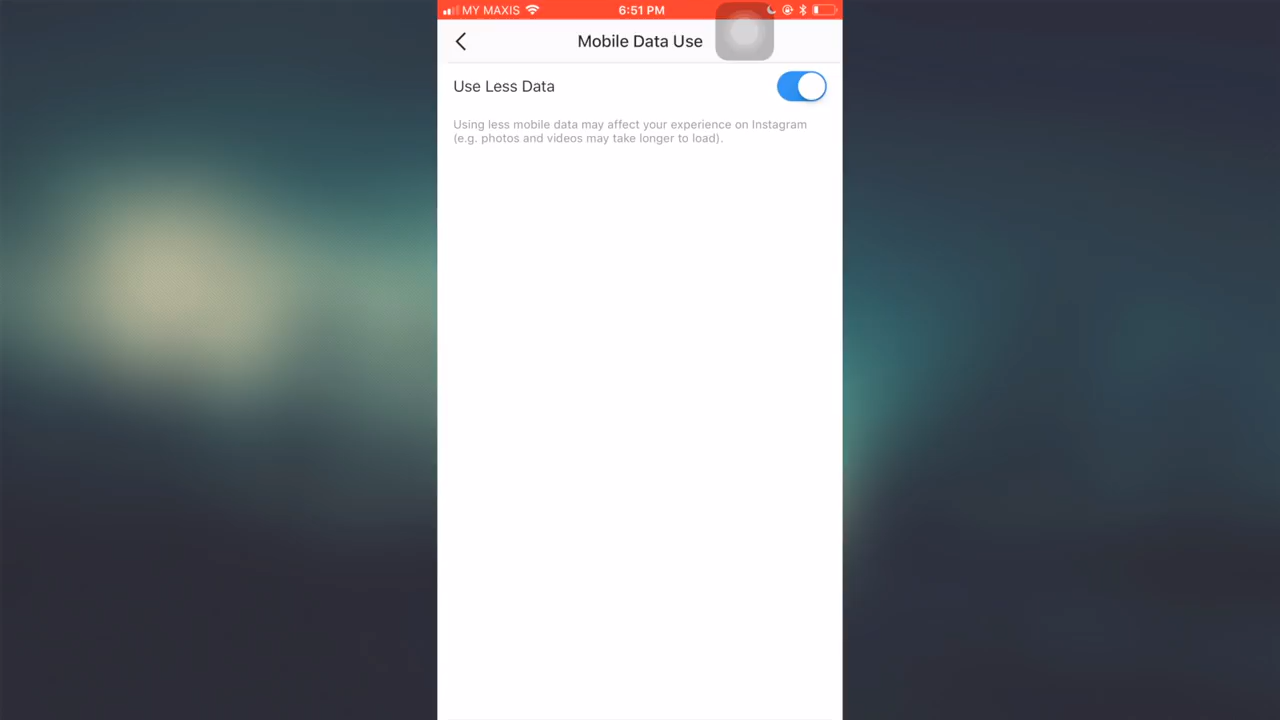 MY MAXIS 6:51 PM
Mobile Data Use
Use Less Data
Using less mobile data may affect your experience on Instagram
(e.g. photos and videos may take longer to load).